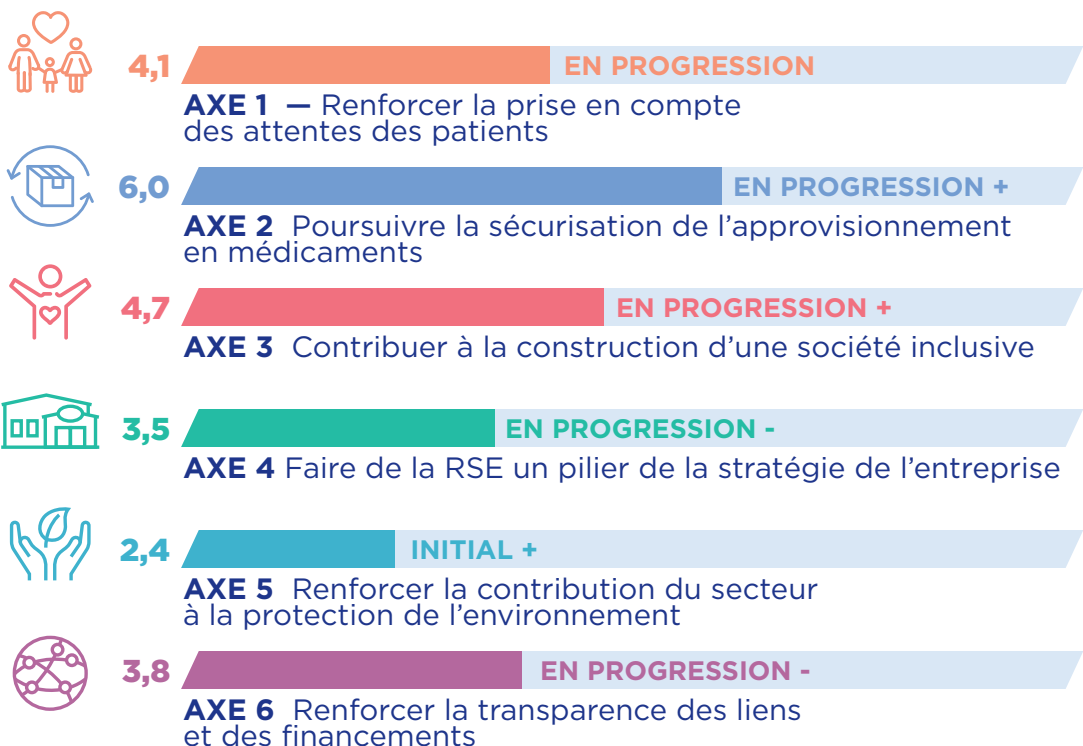 4,1 EN PROGRESSION
AXE 1 — Renforcer la prise en compte
des attentes des patients
6,0 EN PROGRESSION +
AXE 2 Poursuivre la sécurisation de l’approvisionnement
en médicaments
4,7 EN PROGRESSION +
AXE 3 Contribuer à la construction d’une société inclusive
3,5 EN PROGRESSION -
AXE 4 Faire de la RSE un pilier de la stratégie de l’entreprise
2,4 INITIAL +
AXE 5 Renforcer la contribution du secteur
à la protection de l’environnement
3,8 EN PROGRESSION -
AXE 6 Renforcer la transparence des liens
et des financements